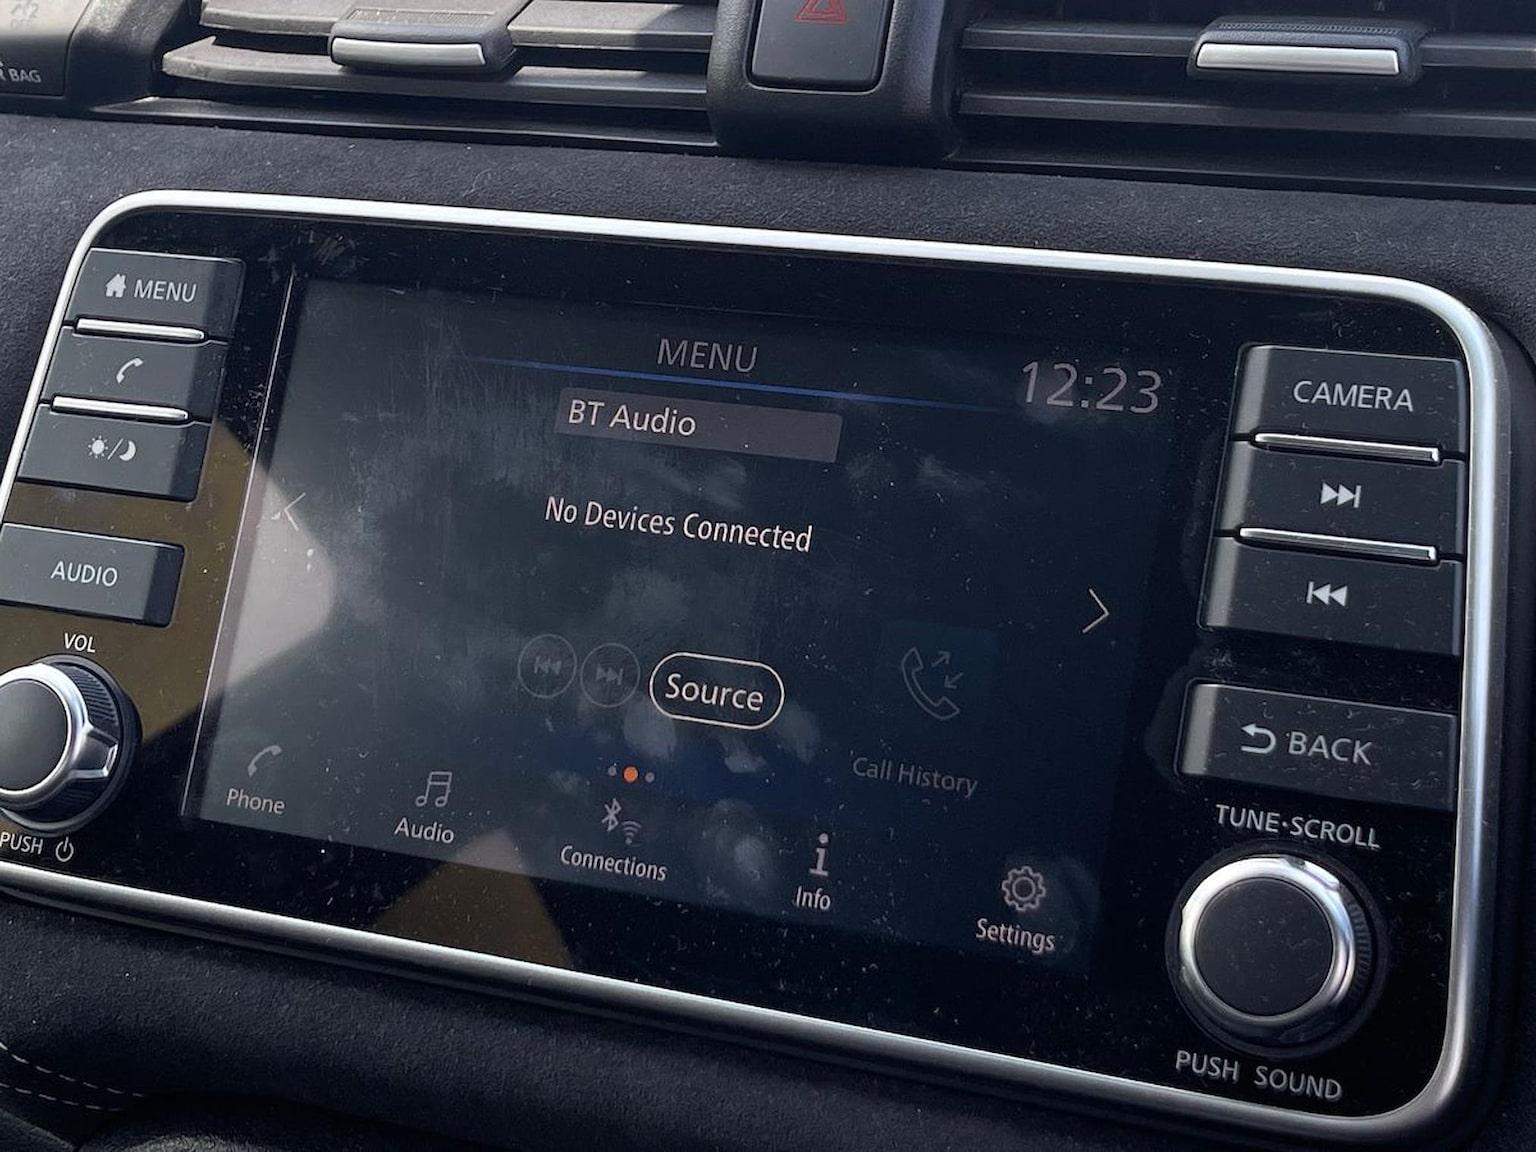 R BAG
MENU
AUDIO
VOL
PUSH
MENU
12:23
BT Audio
No Devices Connected
Source
Call History
Phone
Audio
Connections
Info
Settings
CAMERA
BACK
TUNE·SCROLL
PUSH SOUND